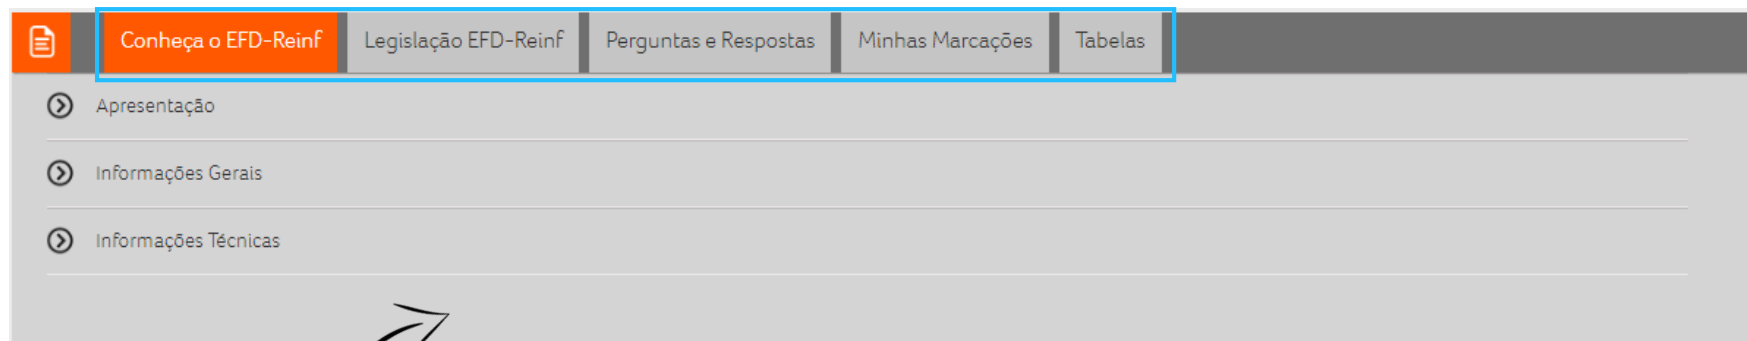 Conheça o EFD-Reinf Legislação EFD-Reinf Perguntas e Respostas Minhas Marcações Tabelas
Apresentação
Informações Gerais
Informações Técnicas